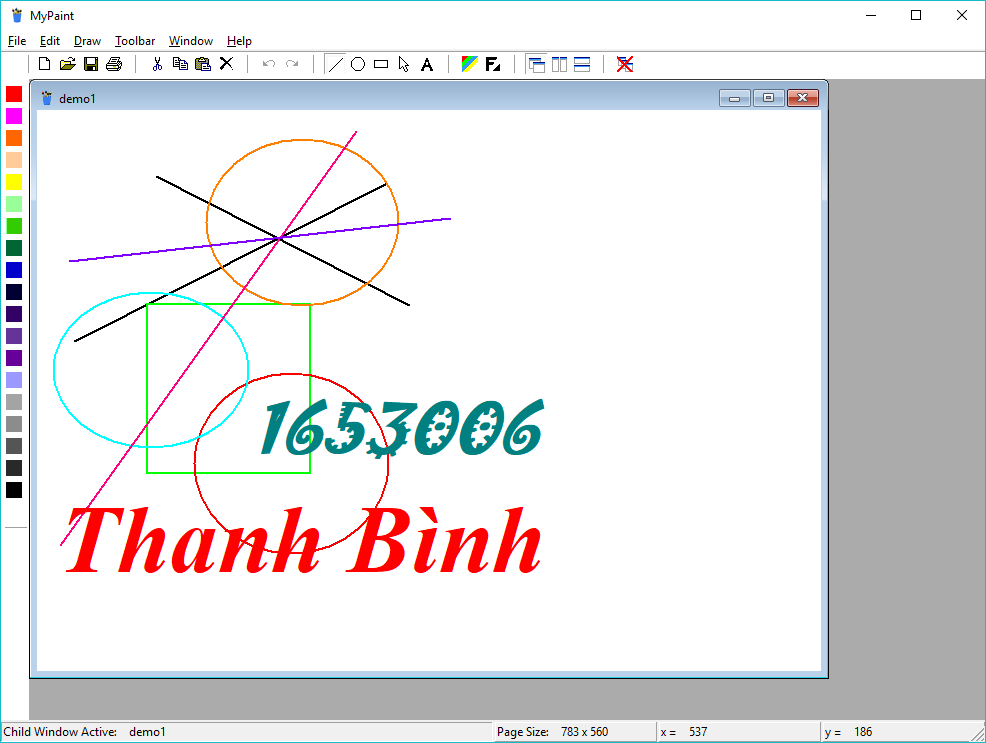 MyPaint
File Edit Draw Toolbar Window Help
demo1
1653006
Thanh Bình
Child Window Active: demo1 Page Size: 783 x 560 x = 537 y = 186